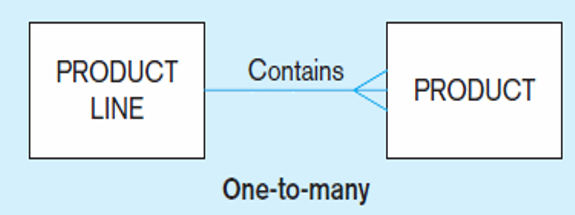 PRODUCT
LINE
Contains
PRODUCT
One-to-many